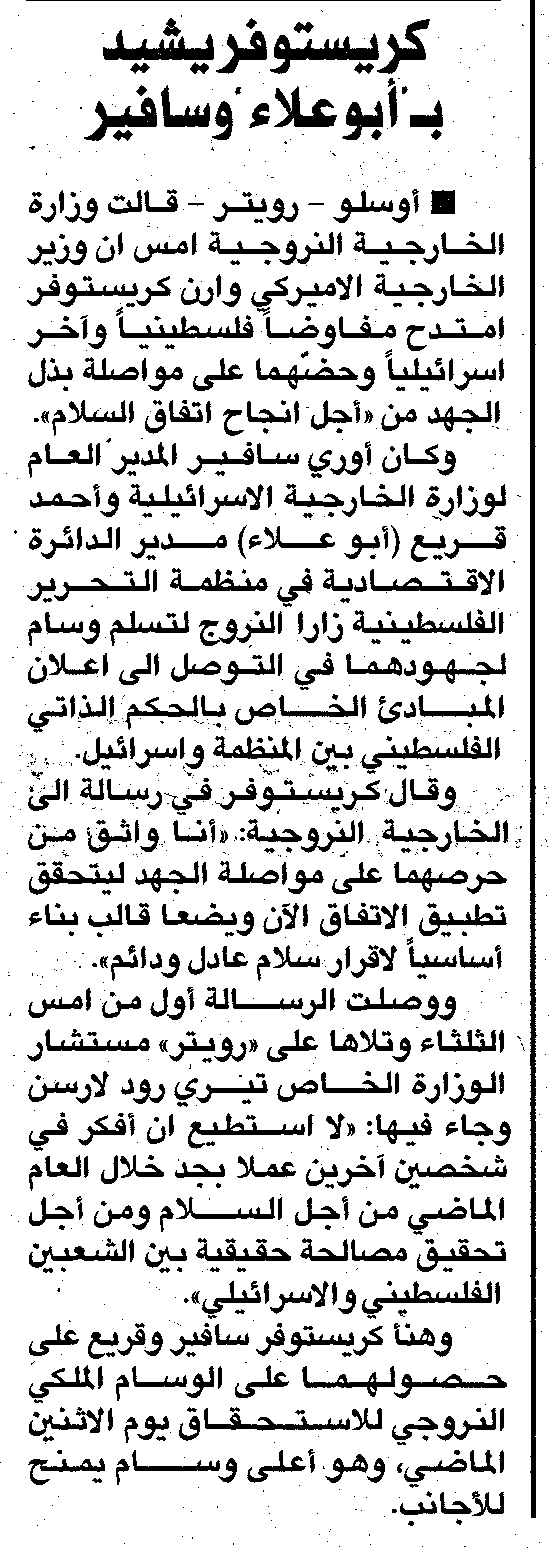 كريستوفر يشيد
بـ"أبو علاء" وسافير
■ أوسلو - رويتر - قالت وزارة
الخارجية النروجية امس ان وزير
الخارجية الاميركي وارن كريستوفر
امتدح مفاوضاً فلسطينياً وآخر
اسرائيلياً وحضّهما على مواصلة بذل
الجهد من «أجل انجاح اتفاق السلام».
وكان أوري سافير المدير العام
لوزارة الخارجية الاسرائيلية وأحمد
قريع (أبو علاء) مدير الدائرة
الاقتصادية في منظمة التحرير
الفلسطينية زارا النروج لتسلم وسام
لجهودهما في التوصل الى اعلان
المبادئ الخاص بالحكم الذاتي
الفلسطيني بين المنظمة واسرائيل.
وقال كريستوفر في رسالة الى
الخارجية النروجية: «أنا واثق من
حرصهما على مواصلة الجهد ليتحقق
تطبيق الاتفاق الآن ويضعا قالب بناء
أساسياً لاقرار سلام عادل ودائم».
ووصلت الرسالة أول من امس
الثلثاء وتلاها على «رويتر» مستشار
الوزارة الخاص تيري رود لارسن
وجاء فيها: «لا استطيع ان أفكر في
شخصين آخرين عملا بجد خلال العام
الماضي من أجل السلام ومن أجل
تحقيق مصالحة حقيقية بين الشعبين
الفلسطيني والاسرائيلي».
وهنأ كريستوفر سافير وقريع على
حصولهما على الوسام الملكي
النروجي للاستحقاق يوم الاثنين
الماضي، وهو أعلى وسام يمنح
للأجانب.